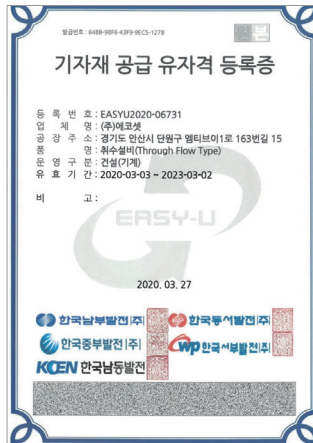 발급번호 : 6488-98F6-43F9-9EC5-1278
기자재 공급 유자격 등록증
등 록 번 호 : EASYU2020-06731
업 체 명 : (주)에코셋
공 장 주 소 : 경기도 안산시 단원구 엠티브이1로 163번길 15
품 명 : 취수설비(Through Flow Type)
운 영 구 분 : 건설(기계)
유 효 기 간 : 2020-03-03 ~ 2023-03-02
비 고 :
EASY-U
2020. 03. 27
한국남부발전(주) 한국동서발전(주)
한국중부발전(주) WP 한국서부발전(주)
KOEN 한국남동발전